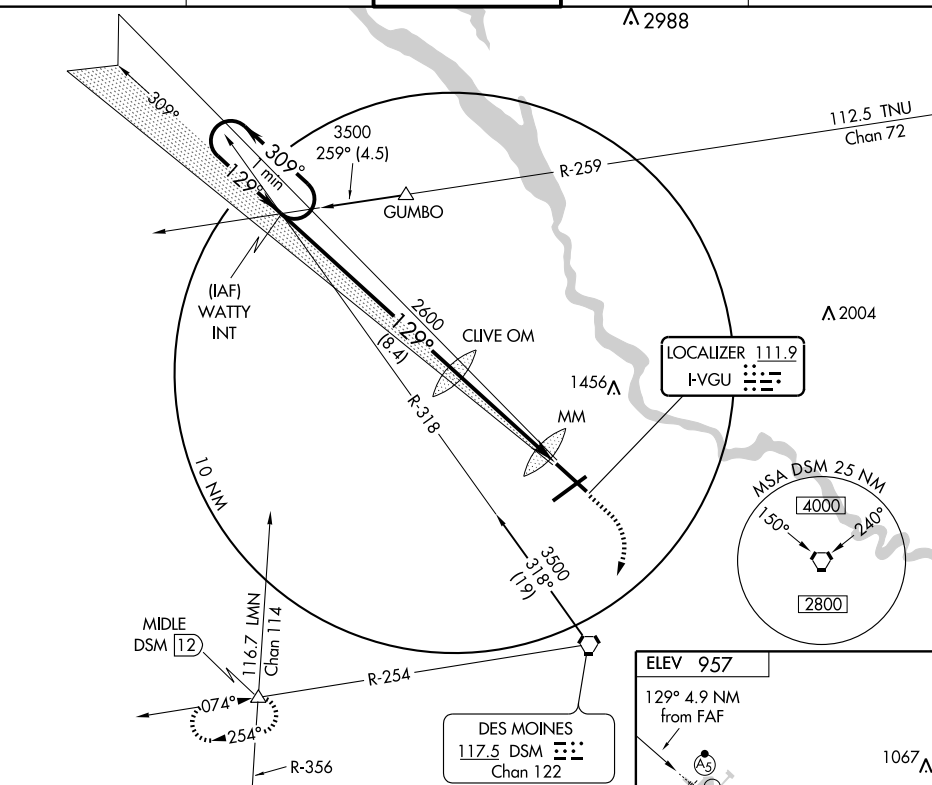 2988
112.5 TNU
Chan 72
309°
3500
259° (4.5)
R-259
309°
1 min
129°
GUMBO
(IAF)
WATTY
INT
2600
129°
(8.4)
CLIVE OM
2004
LOCALIZER 111.9
I-VGU
1456
R-318
MM
10 NM
MSA DSM 25 NM
4000
150°
240°
2800
3500
318°
(19)
MIDLE
DSM 12
116.7 LMN
Chan 114
R-254
074°
254°
R-356
DES MOINES
117.5 DSM
Chan 122
ELEV 957
129° 4.9 NM
from FAF
A5
1067